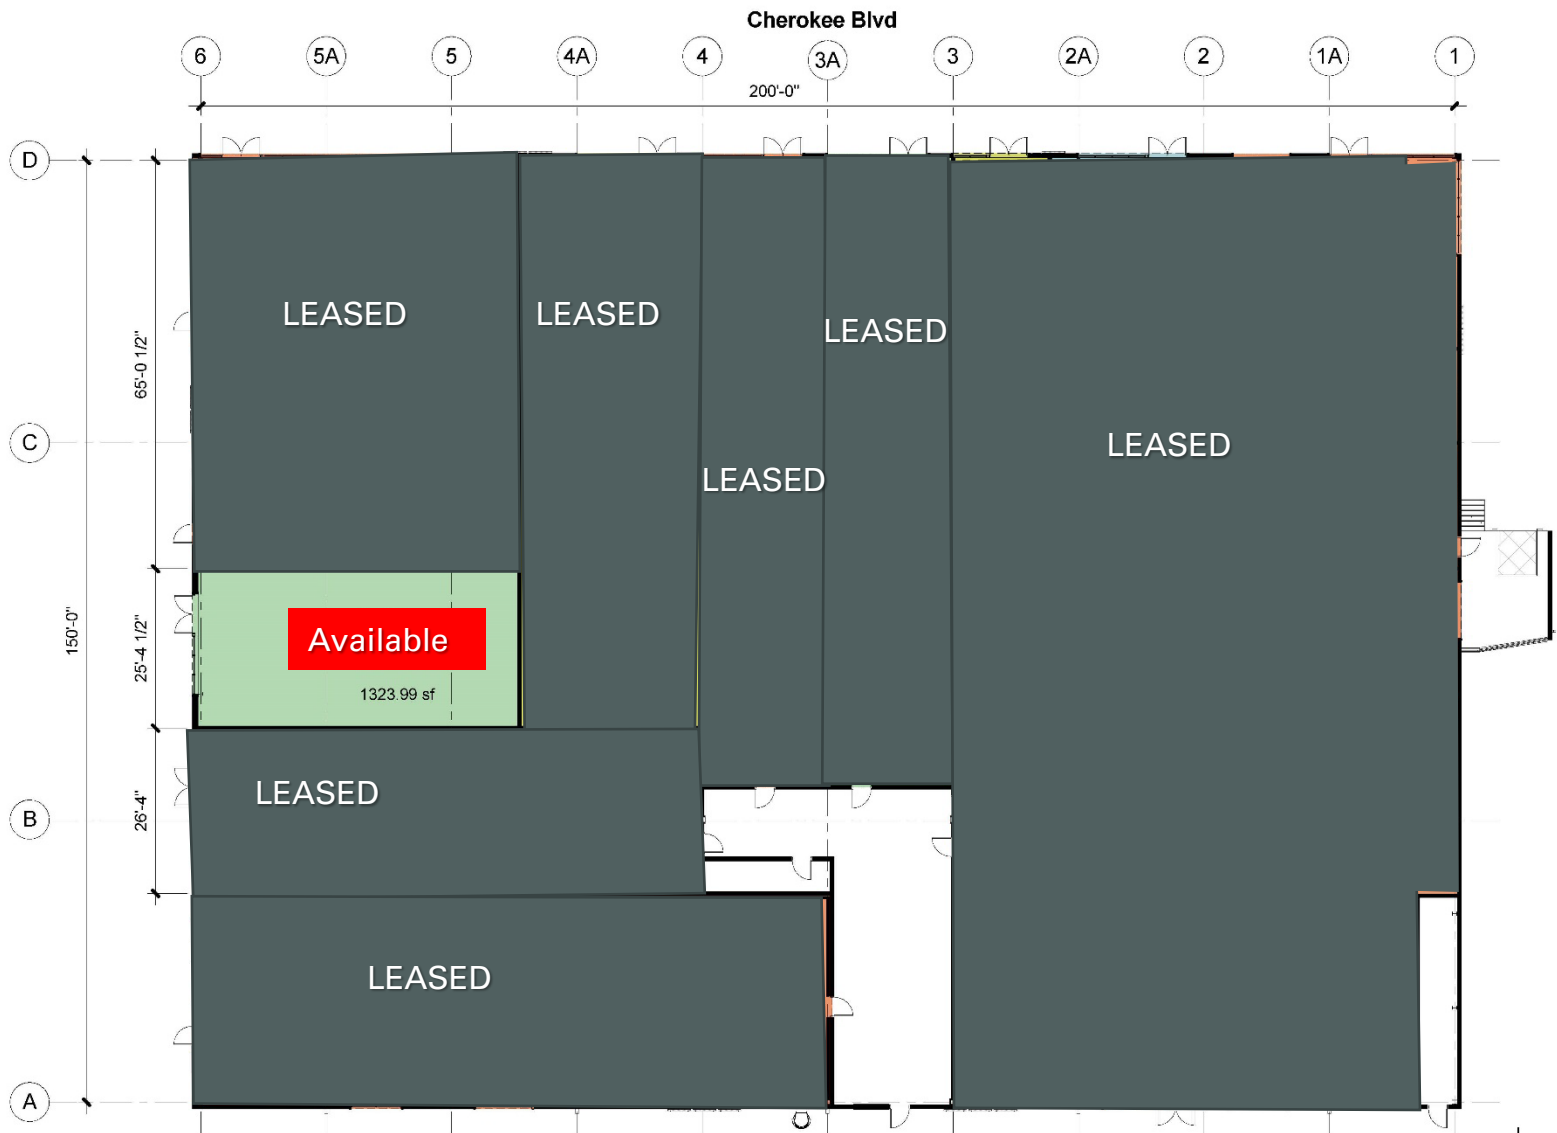 Cherokee Blvd
6 5A 5 4A 4 3A 3 2A 2 1A 1
200'-0"
D
LEASED
LEASED
LEASED
65'-0 1/2"
C
LEASED
LEASED
150'-0"
25'-4 1/2"
Available
1323.99 sf
LEASED
26'-4"
B
LEASED
A